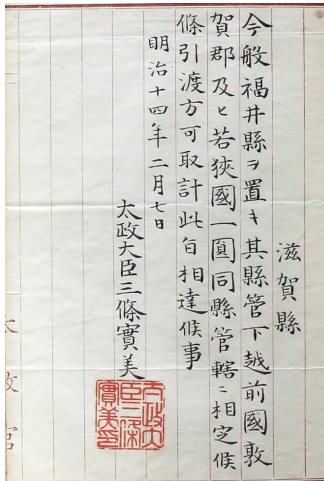 滋賀縣
今般福井縣ヲ置キ其縣管下越前國敦
賀郡及ヒ若狹國一圓同縣管轄ニ相定候
條引渡方可取計此旨相達候事
明治十四年二月七日
太政大臣三條實美
太政大
臣三條
實美印
太政官